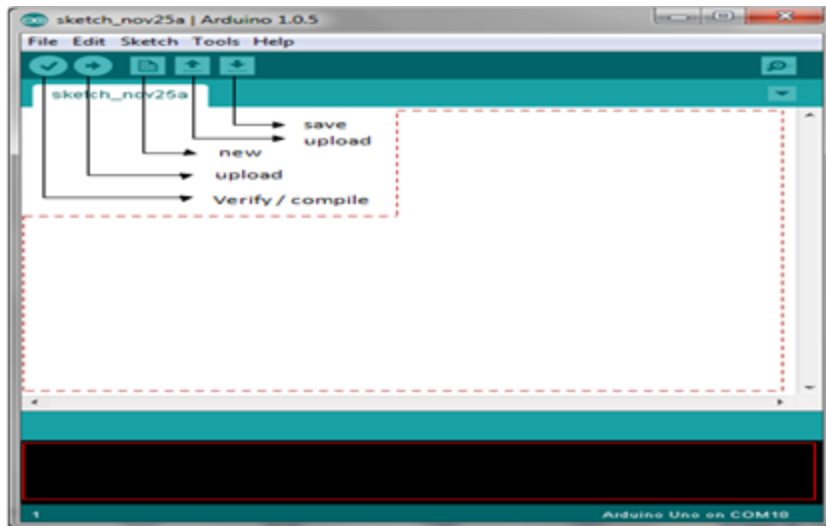 sketch_nov25a | Arduino 1.0.5
File Edit Sketch Tools Help
sketch_nov25a
save
upload
new
upload
Verify / compile
1
Arduino Uno on COM18